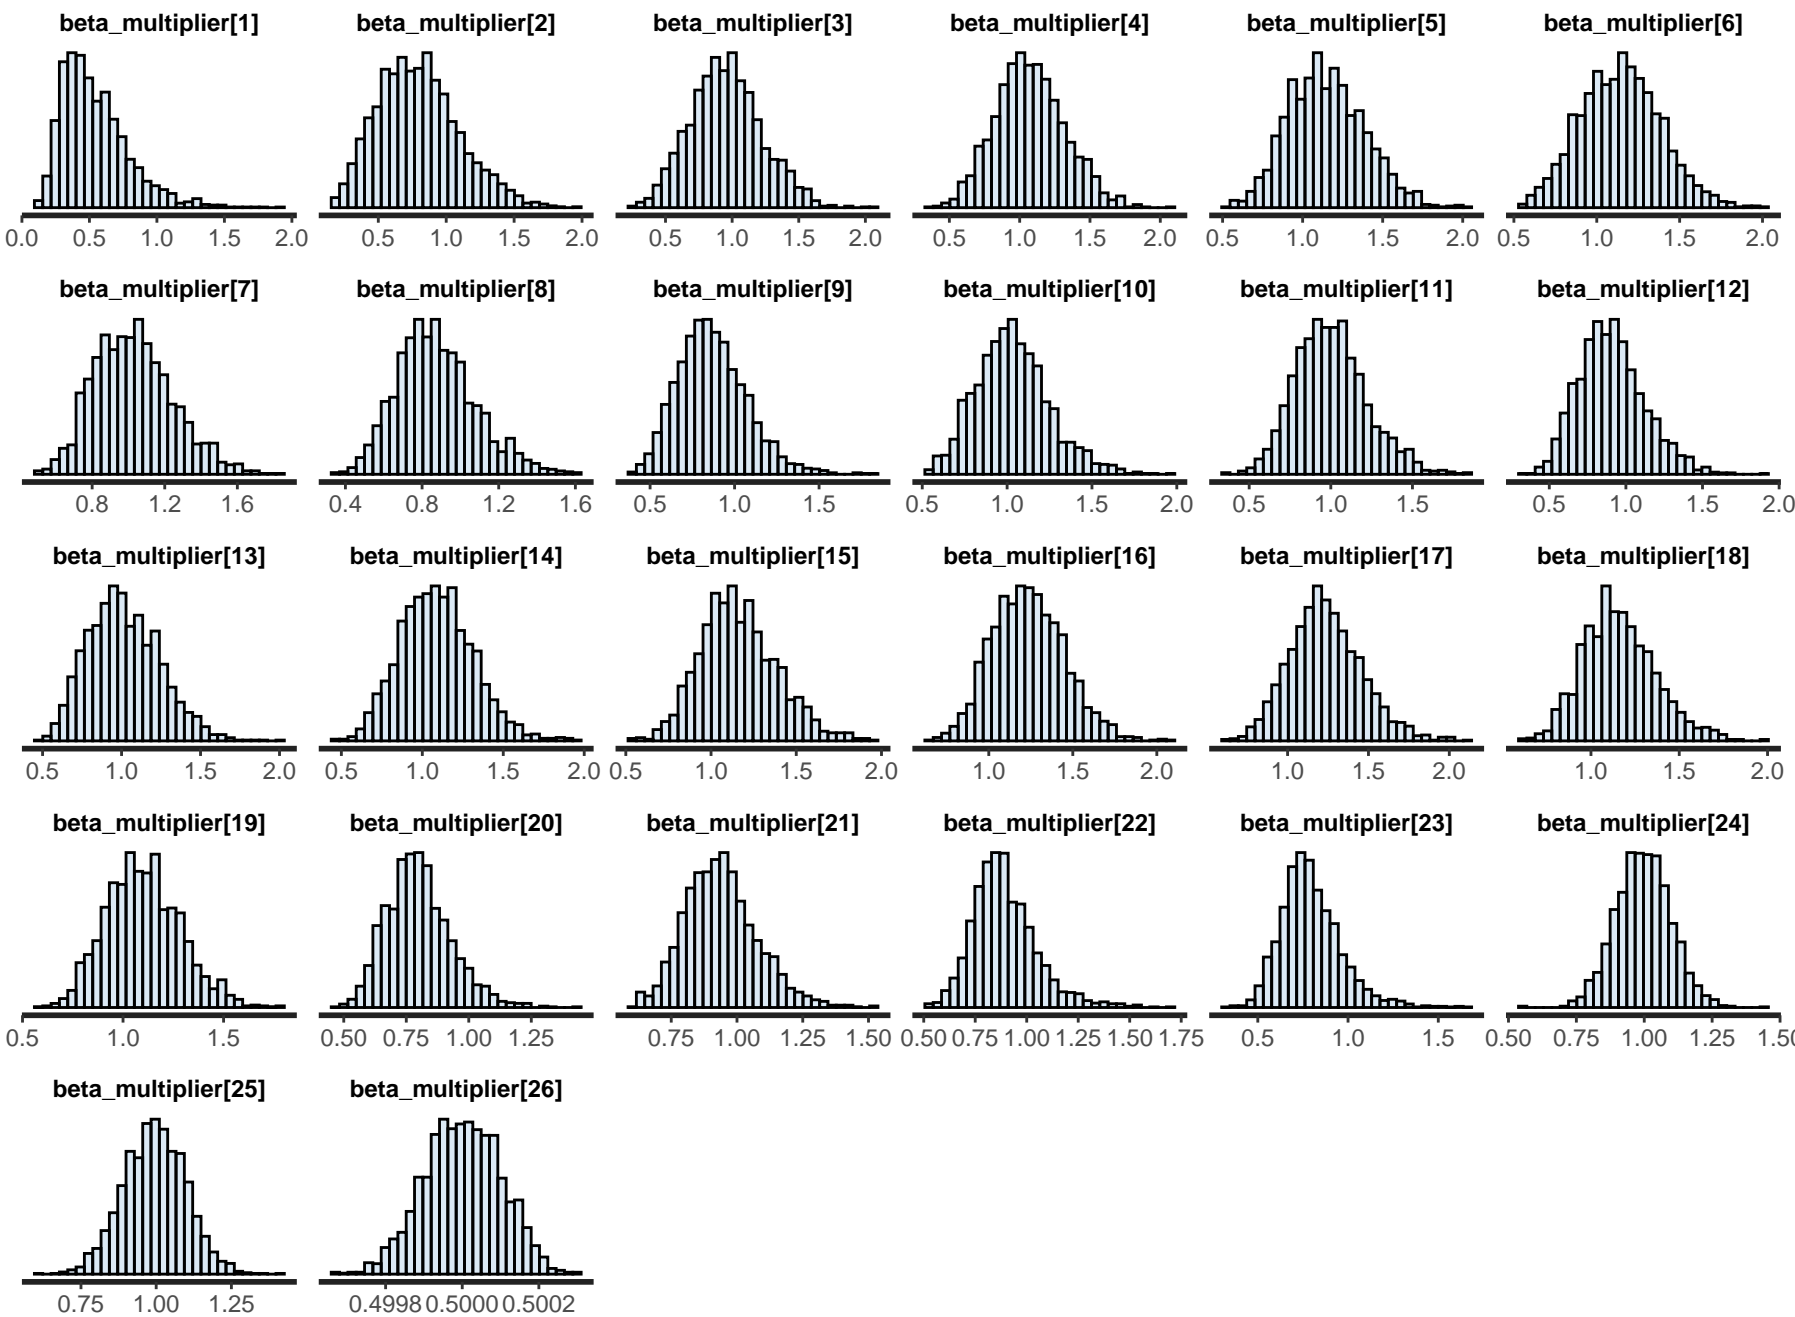 beta_multiplier[1] beta_multiplier[2] beta_multiplier[3] beta_multiplier[4] beta_multiplier[5] beta_multiplier[6]
0.0 0.5 1.0 1.5 2.0 0.5 1.0 1.5 2.0 0.5 1.0 1.5 2.0 0.5 1.0 1.5 2.0 0.5 1.0 1.5 2.0 0.5 1.0 1.5 2.0
beta_multiplier[7] beta_multiplier[8] beta_multiplier[9] beta_multiplier[10] beta_multiplier[11] beta_multiplier[12]
0.8 1.2 1.6 0.4 0.8 1.2 1.6 0.5 1.0 1.5 0.5 1.0 1.5 2.0 0.5 1.0 1.5 0.5 1.0 1.5 2.0
beta_multiplier[13] beta_multiplier[14] beta_multiplier[15] beta_multiplier[16] beta_multiplier[17] beta_multiplier[18]
0.5 1.0 1.5 2.0 0.5 1.0 1.5 2.0 0.5 1.0 1.5 2.0 1.0 1.5 2.0 1.0 1.5 2.0 1.0 1.5 2.0
beta_multiplier[19] beta_multiplier[20] beta_multiplier[21] beta_multiplier[22] beta_multiplier[23] beta_multiplier[24]
0.5 1.0 1.5 0.50 0.75 1.00 1.25 0.75 1.00 1.25 1.50 0.50 0.75 1.00 1.25 1.50 1.75 0.5 1.0 1.5 0.50 0.75 1.00 1.25 1.50
beta_multiplier[25] beta_multiplier[26]
0.75 1.00 1.25 0.4998 0.5000 0.5002